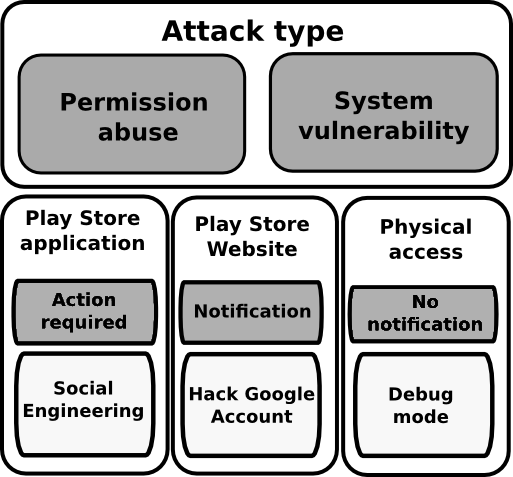 Attack type
Permission
abuse
System
vulnerability
Play Store
application
Action
required
Social
Engineering
Play Store
Website
Notification
Hack Google
Account
Physical
access
No
notification
Debug
mode